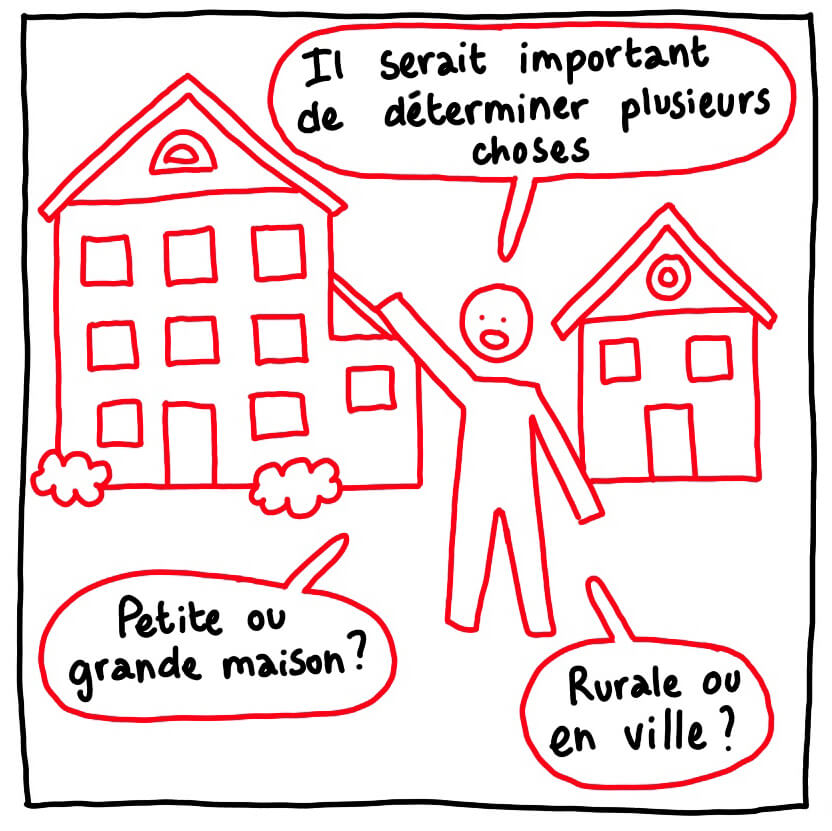 Il serait important
de déterminer plusieurs
choses
Petite ou
grande maison?
Rurale ou
en ville?